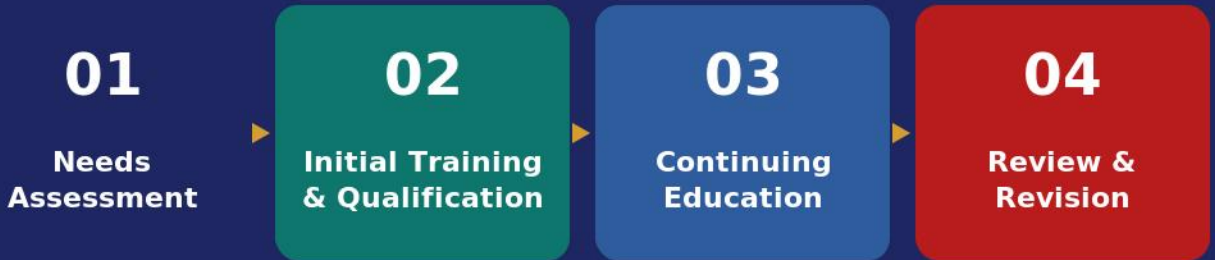 01
Needs
Assessment
02
Initial Training
& Qualification
03
Continuing
Education
04
Review &
Revision